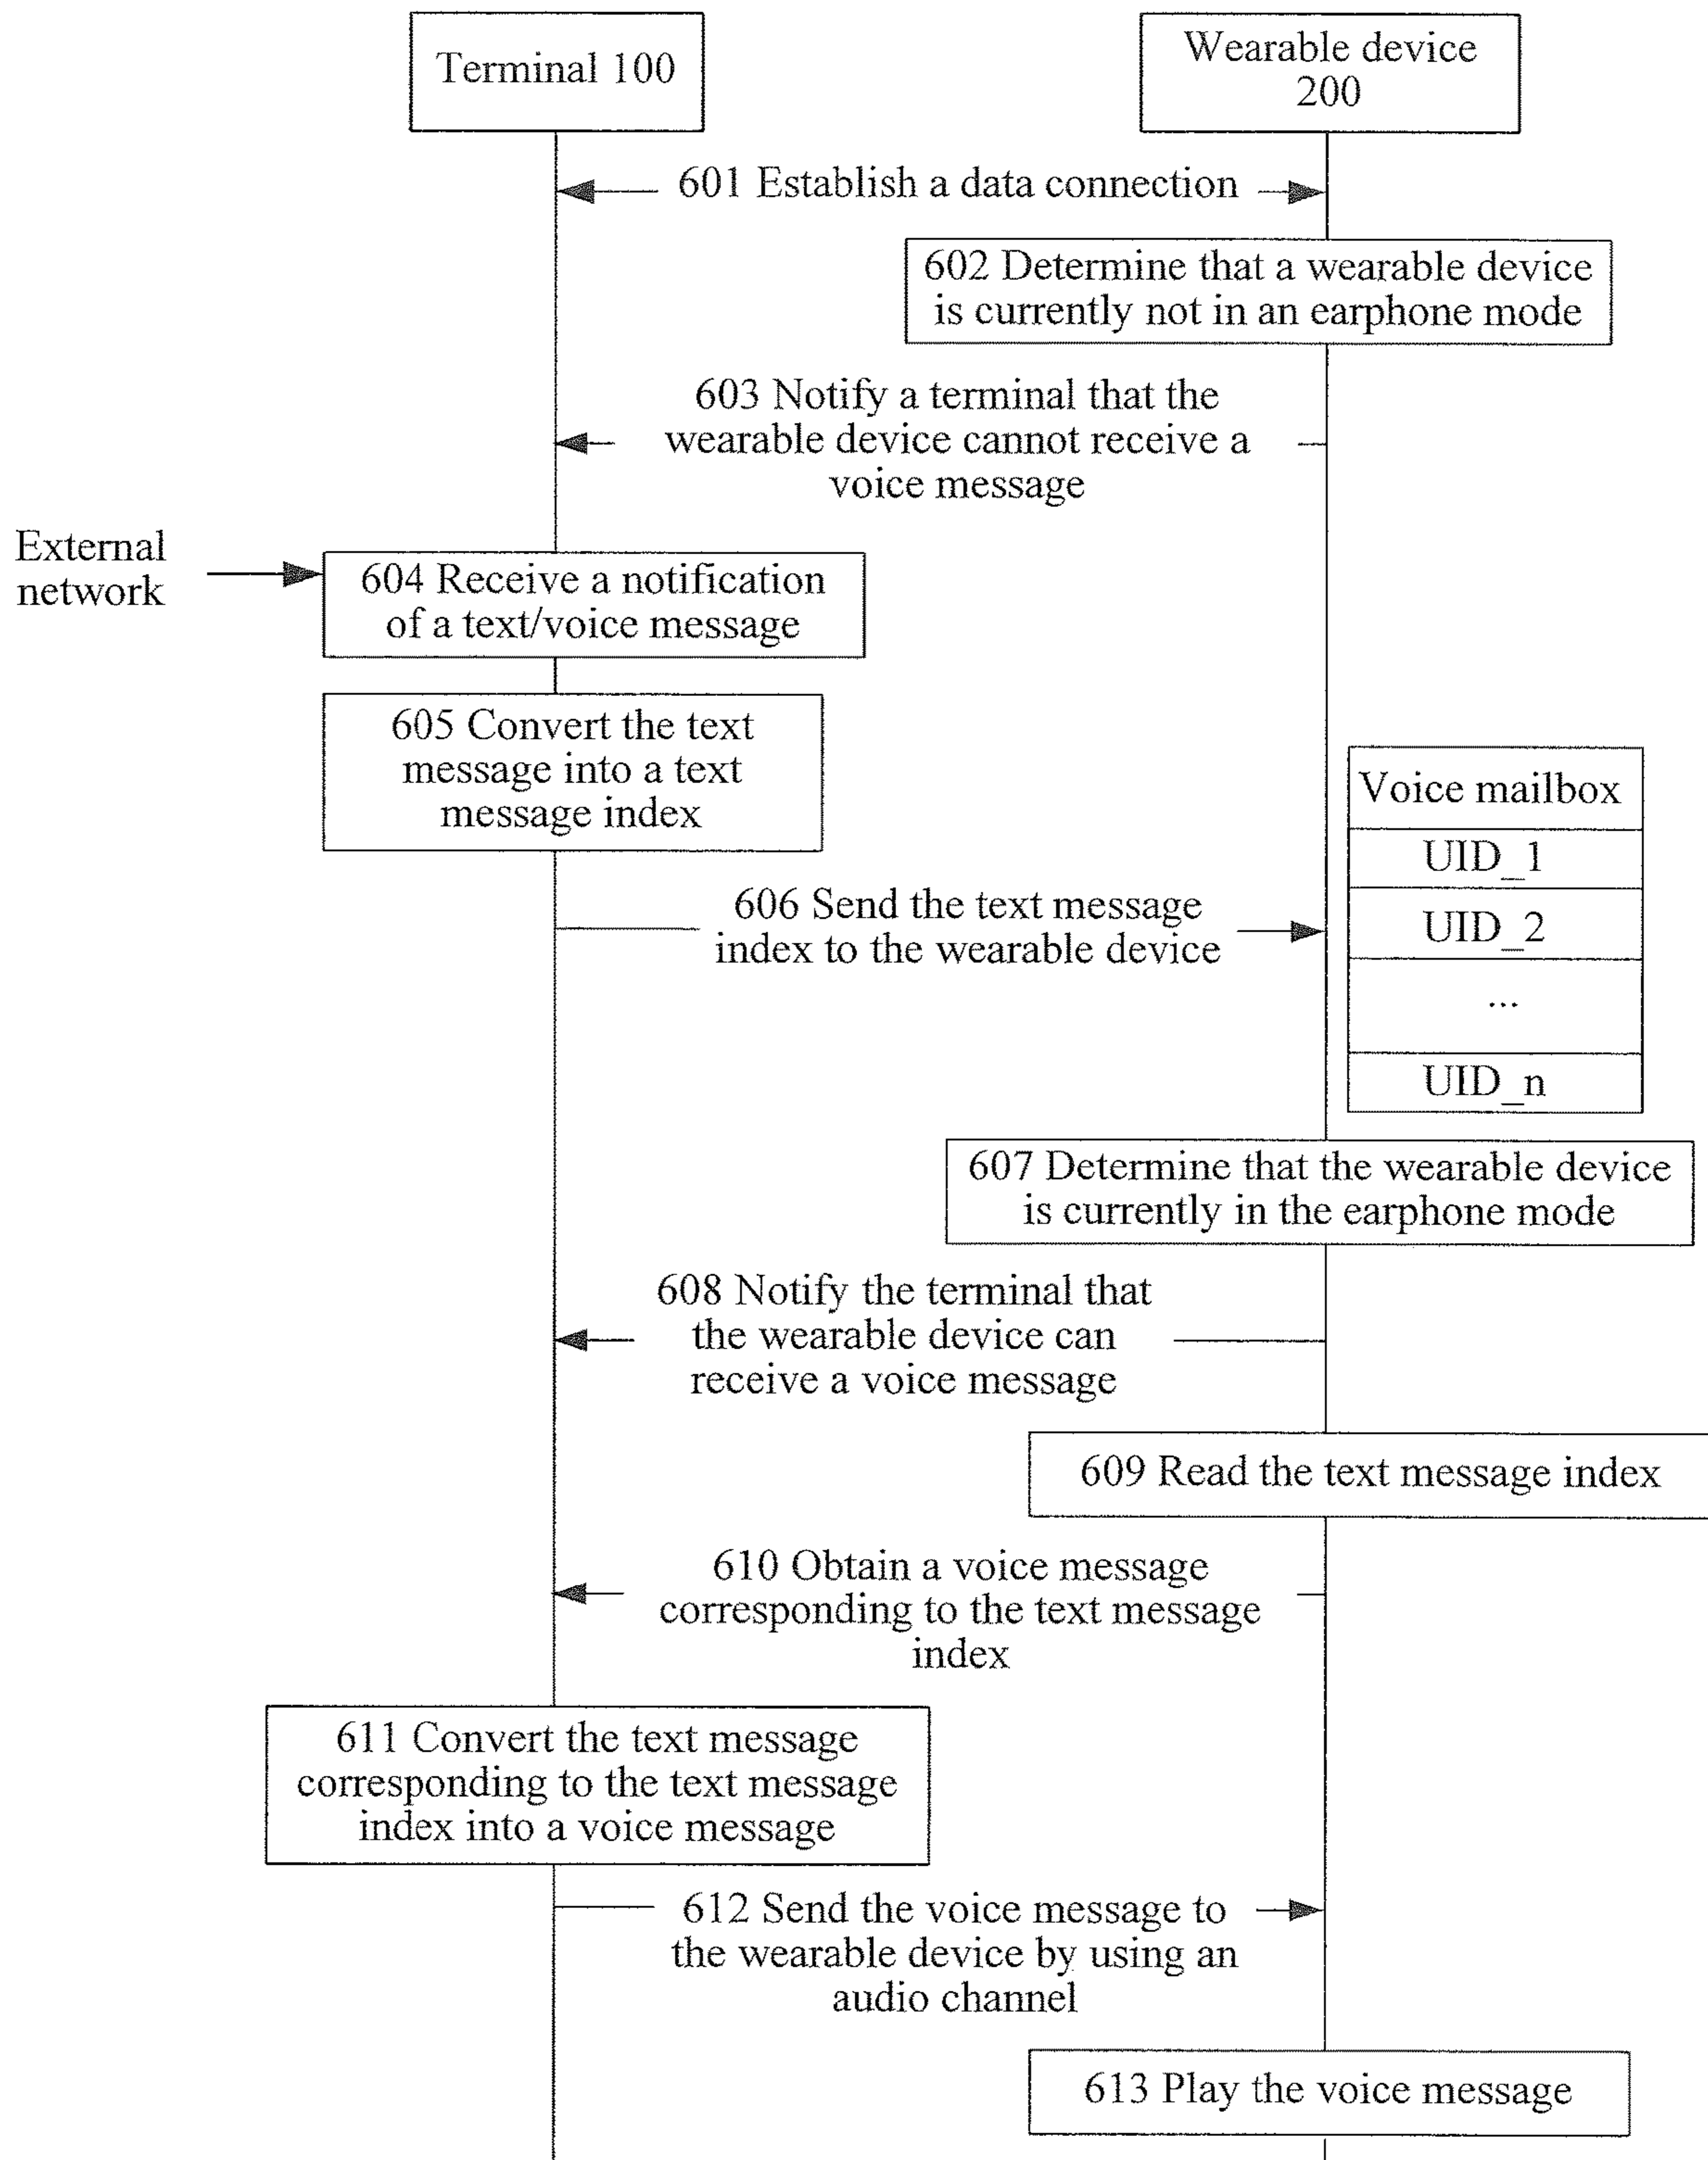 Terminal 100
Wearable device
200
601 Establish a data connection
602 Determine that a wearable device
is currently not in an earphone mode
603 Notify a terminal that the
wearable device cannot receive a
voice message
External
network
604 Receive a notification
of a text/voice message
605 Convert the text
message into a text
message index
Voice mailbox
UID_1
UID_2
...
UID_n
606 Send the text message
index to the wearable device
607 Determine that the wearable device
is currently in the earphone mode
608 Notify the terminal that
the wearable device can
receive a voice message
609 Read the text message index
610 Obtain a voice message
corresponding to the text message
index
611 Convert the text message
corresponding to the text message
index into a voice message
612 Send the voice message to
the wearable device by using an
audio channel
613 Play the voice message